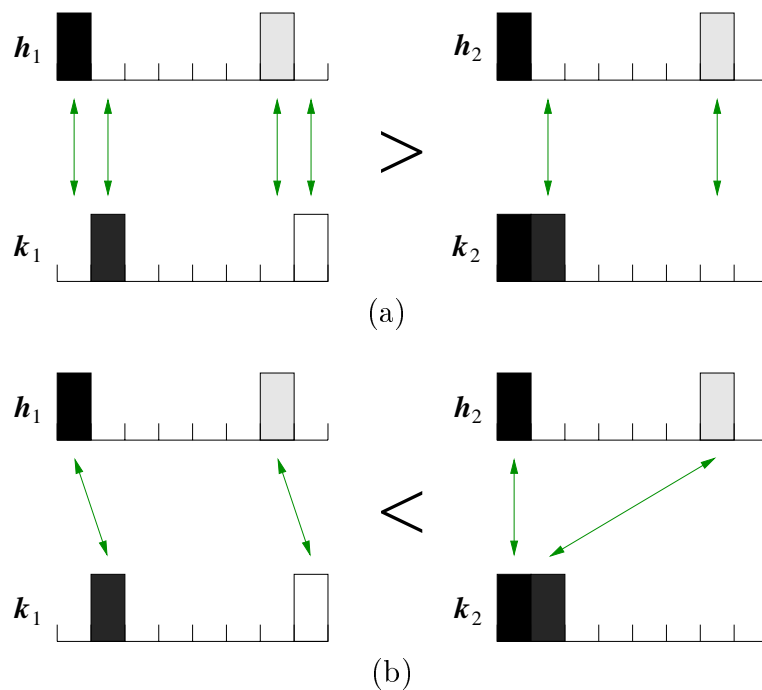 h₁ h₂
>
k₁ k₂
(a)
h₁ h₂
<
k₁ k₂
(b)